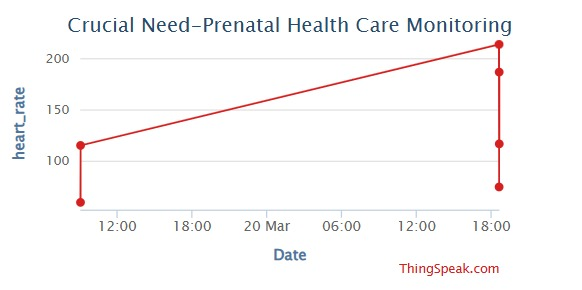 Crucial Need-Prenatal Health Care Monitoring
200
150
100
heart_rate
12:00 18:00 20 Mar 06:00 12:00 18:00
Date
ThingSpeak.com